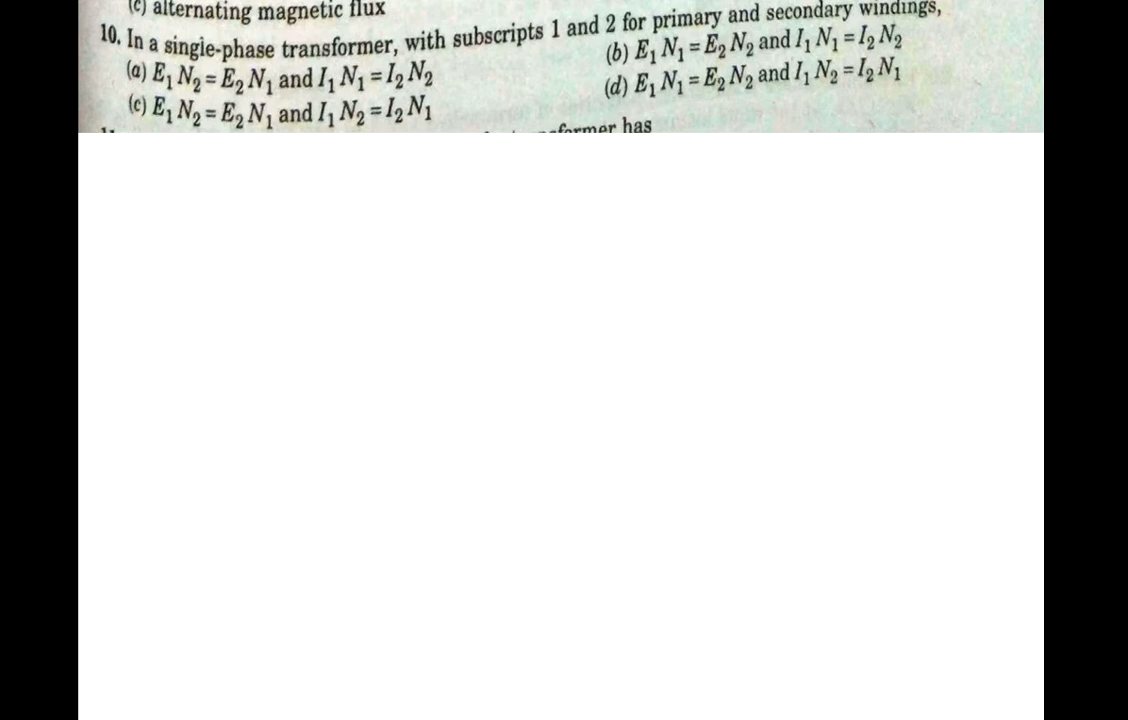 (c) alternating magnetic flux
10. In a single-phase transformer, with subscripts 1 and 2 for primary and secondary windings,
(a) E₁ N₂ = E₂ N₁ and I₁ N₁ = I₂ N₂ (b) E₁ N₁ = E₂ N₂ and I₁ N₁ = I₂ N₂
(c) E₁ N₂ = E₂ N₁ and I₁ N₂ = I₂ N₁ (d) E₁ N₁ = E₂ N₂ and I₁ N₂ = I₂ N₁
has